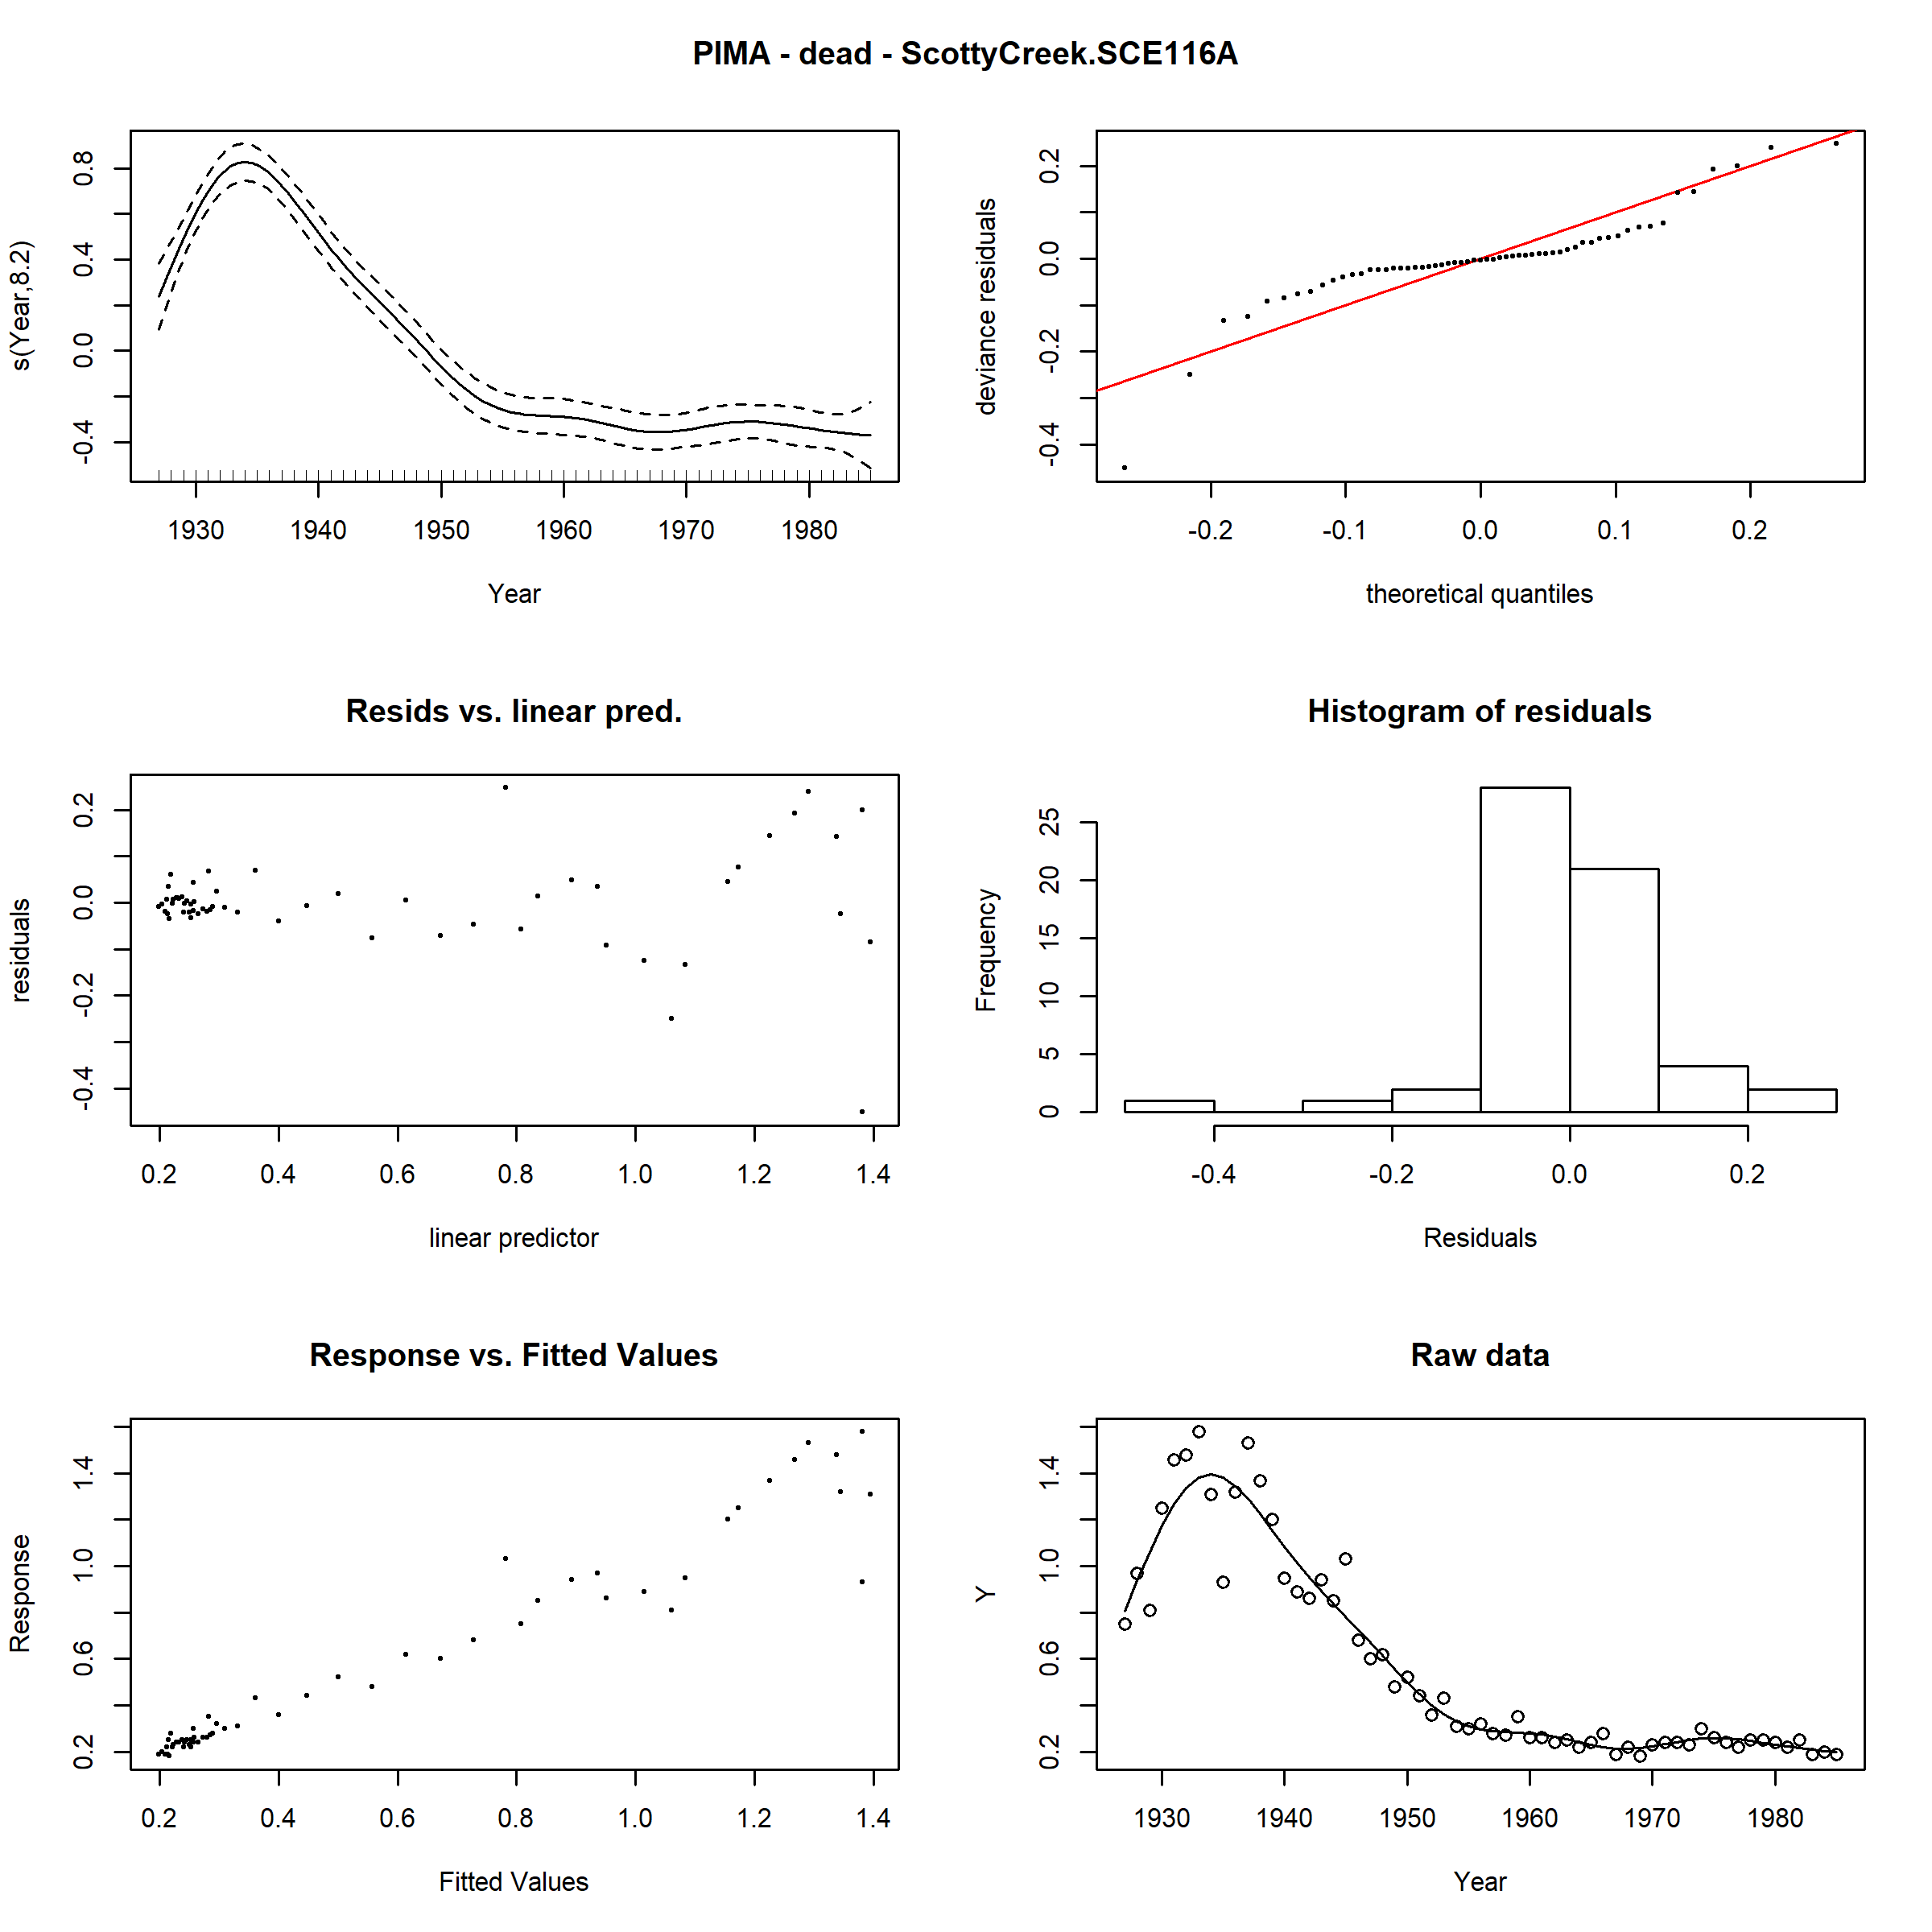 PIMA - dead - ScottyCreek.SCE116A
s(Year,8.2)
0.8
0.4
0.0
-0.4
1930 1940 1950 1960 1970 1980
Year
deviance residuals
0.2
0.0
-0.2
-0.4
-0.2 -0.1 0.0 0.1 0.2
theoretical quantiles
Resids vs. linear pred.
residuals
0.2
0.0
-0.2
-0.4
0.2 0.4 0.6 0.8 1.0 1.2 1.4
linear predictor
Histogram of residuals
Frequency
25
20
15
10
5
0
-0.4 -0.2 0.0 0.2
Residuals
Response vs. Fitted Values
Response
1.4
1.0
0.6
0.2
0.2 0.4 0.6 0.8 1.0 1.2 1.4
Fitted Values
Raw data
Y
1.4
1.0
0.6
0.2
1930 1940 1950 1960 1970 1980
Year